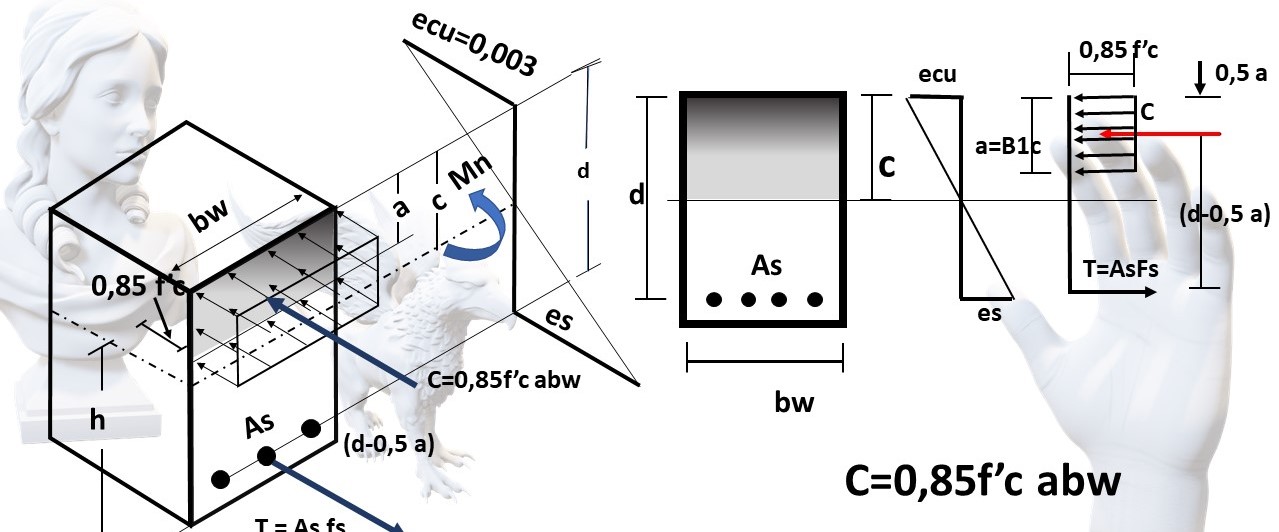 ecu=0,003
bw
0,85 f'c
a
c
Mn
d
es
h
As
C=0,85f'c abw
(d-0,5 a)
T = As fs
d
As
bw
c
ecu
es
0,85 f'c
0,5 a
C
a=B1c
(d-0,5 a)
T=AsFs
C=0,85f'c abw